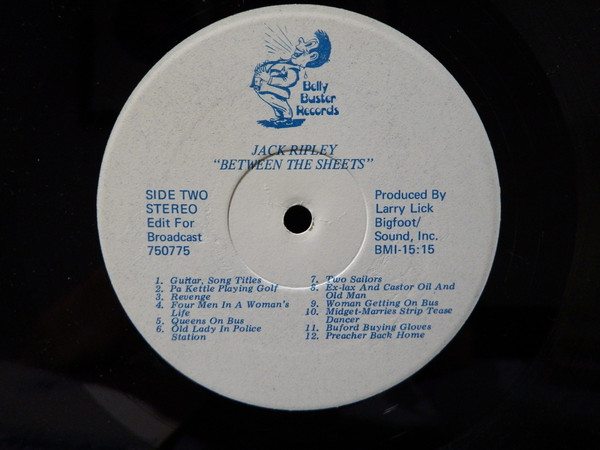 Belly
Buster
Records
JACK RIPLEY
"BETWEEN THE SHEETS"
SIDE TWO
STEREO
Edit For
Broadcast
750775
Produced By
Larry Lick
Bigfoot/
Sound, Inc.
BMI-15:15
1. Guitar, Song Titles
2. Pa Kettle Playing Golf
3. Revenge
4. Four Men In A Woman's
Life
5. Queens On Bus
6. Old Lady In Police
Station
7. Two Sailors
8. Ex-lax And Castor Oil And
Old Man
9. Woman Getting On Bus
10. Midget-Marries Strip Tease
Dancer
11. Buford Buying Gloves
12. Preacher Back Home